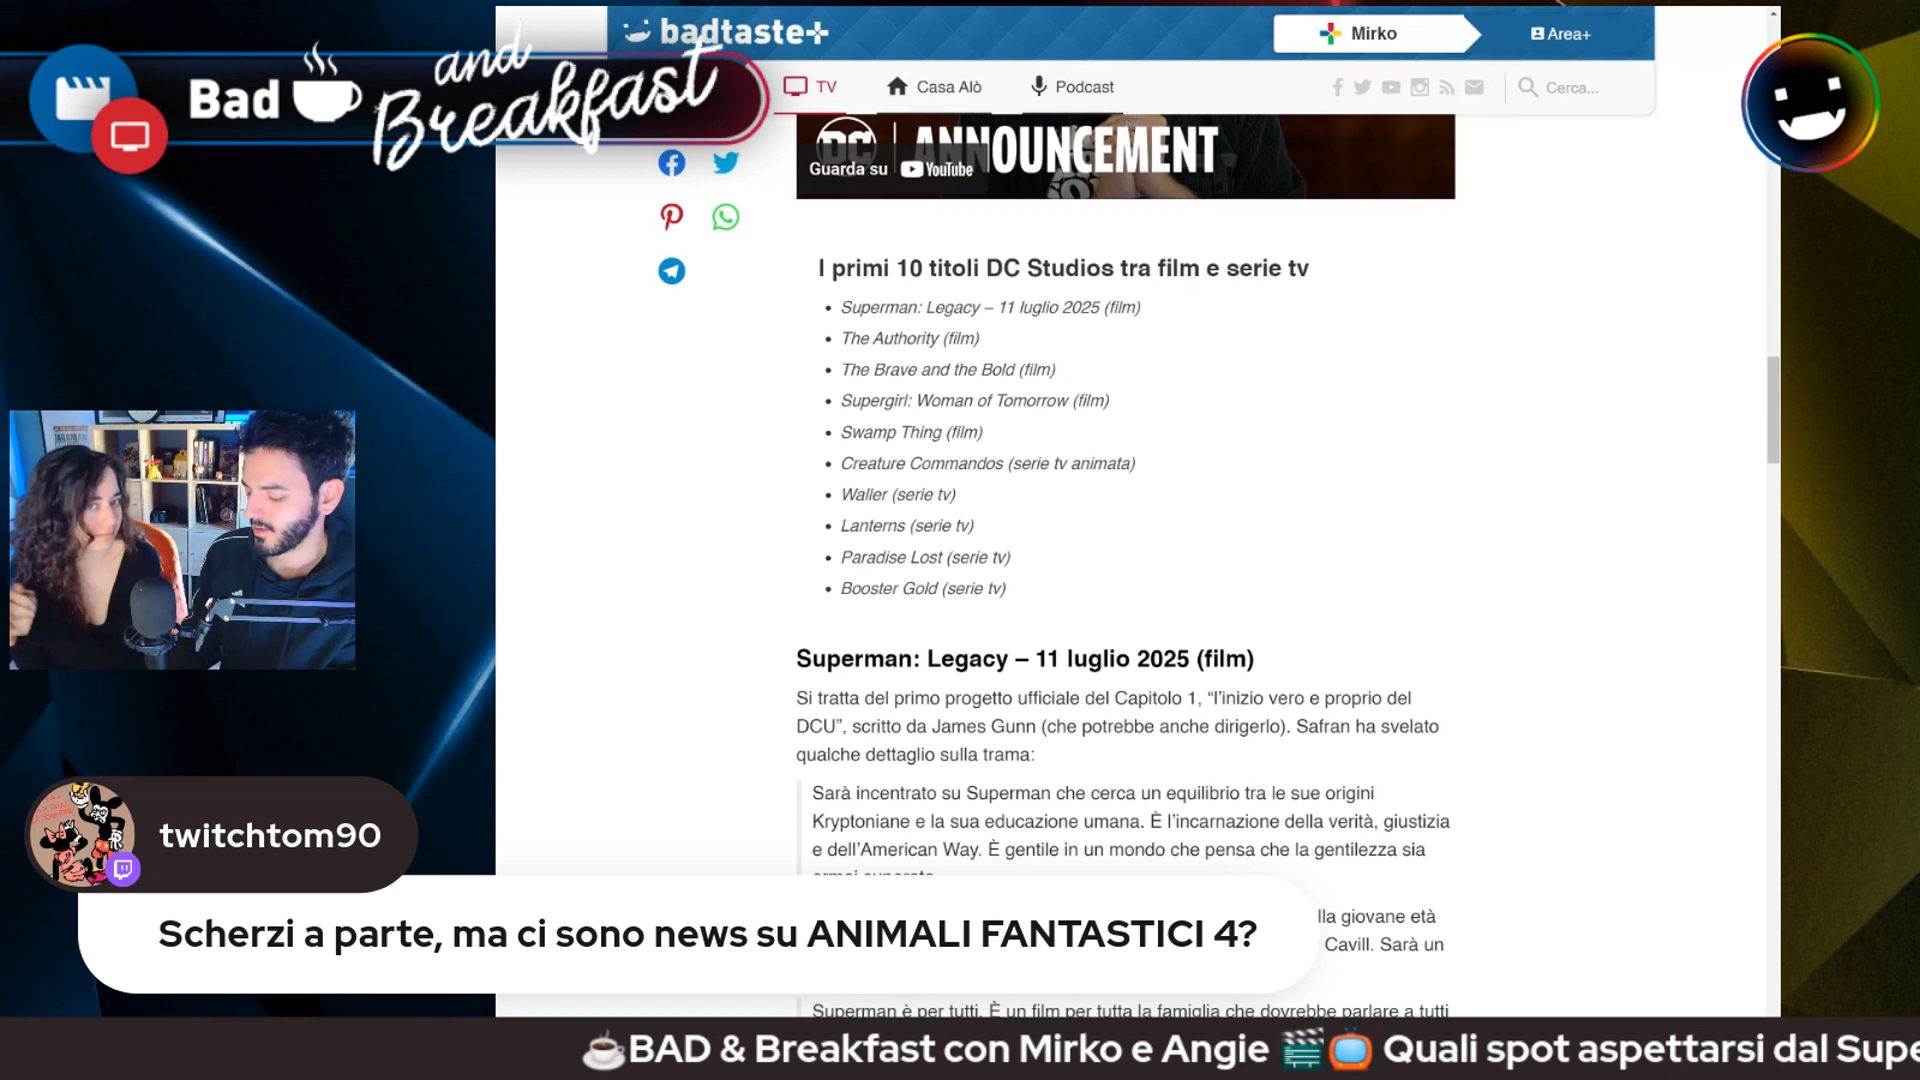 badtaste+
Mirko
Area+
Bad and Breakfast
TV
Casa Alò
Podcast
Cerca...
DC ANNOUNCEMENT
Guarda su YouTube
I primi 10 titoli DC Studios tra film e serie tv
Superman: Legacy – 11 luglio 2025 (film)
The Authority (film)
The Brave and the Bold (film)
Supergirl: Woman of Tomorrow (film)
Swamp Thing (film)
Creature Commandos (serie tv animata)
Waller (serie tv)
Lanterns (serie tv)
Paradise Lost (serie tv)
Booster Gold (serie tv)
Superman: Legacy – 11 luglio 2025 (film)
Si tratta del primo progetto ufficiale del Capitolo 1, “l’inizio vero e proprio del
DCU”, scritto da James Gunn (che potrebbe anche dirigerlo). Safran ha svelato
qualche dettaglio sulla trama:
Sarà incentrato su Superman che cerca un equilibrio tra le sue origini
Kryptoniane e la sua educazione umana. È l’incarnazione della verità, giustizia
e dell’American Way. È gentile in un mondo che pensa che la gentilezza sia
lla giovane età
Cavill. Sarà un
Superman è per tutti. È un film per tutta la famiglia che dovrebbe parlare a tutti
twitchtom90
Scherzi a parte, ma ci sono news su ANIMALI FANTASTICI 4?
☕BAD & Breakfast con Mirko e Angie 🎬📺 Quali spot aspettarsi dal Supe